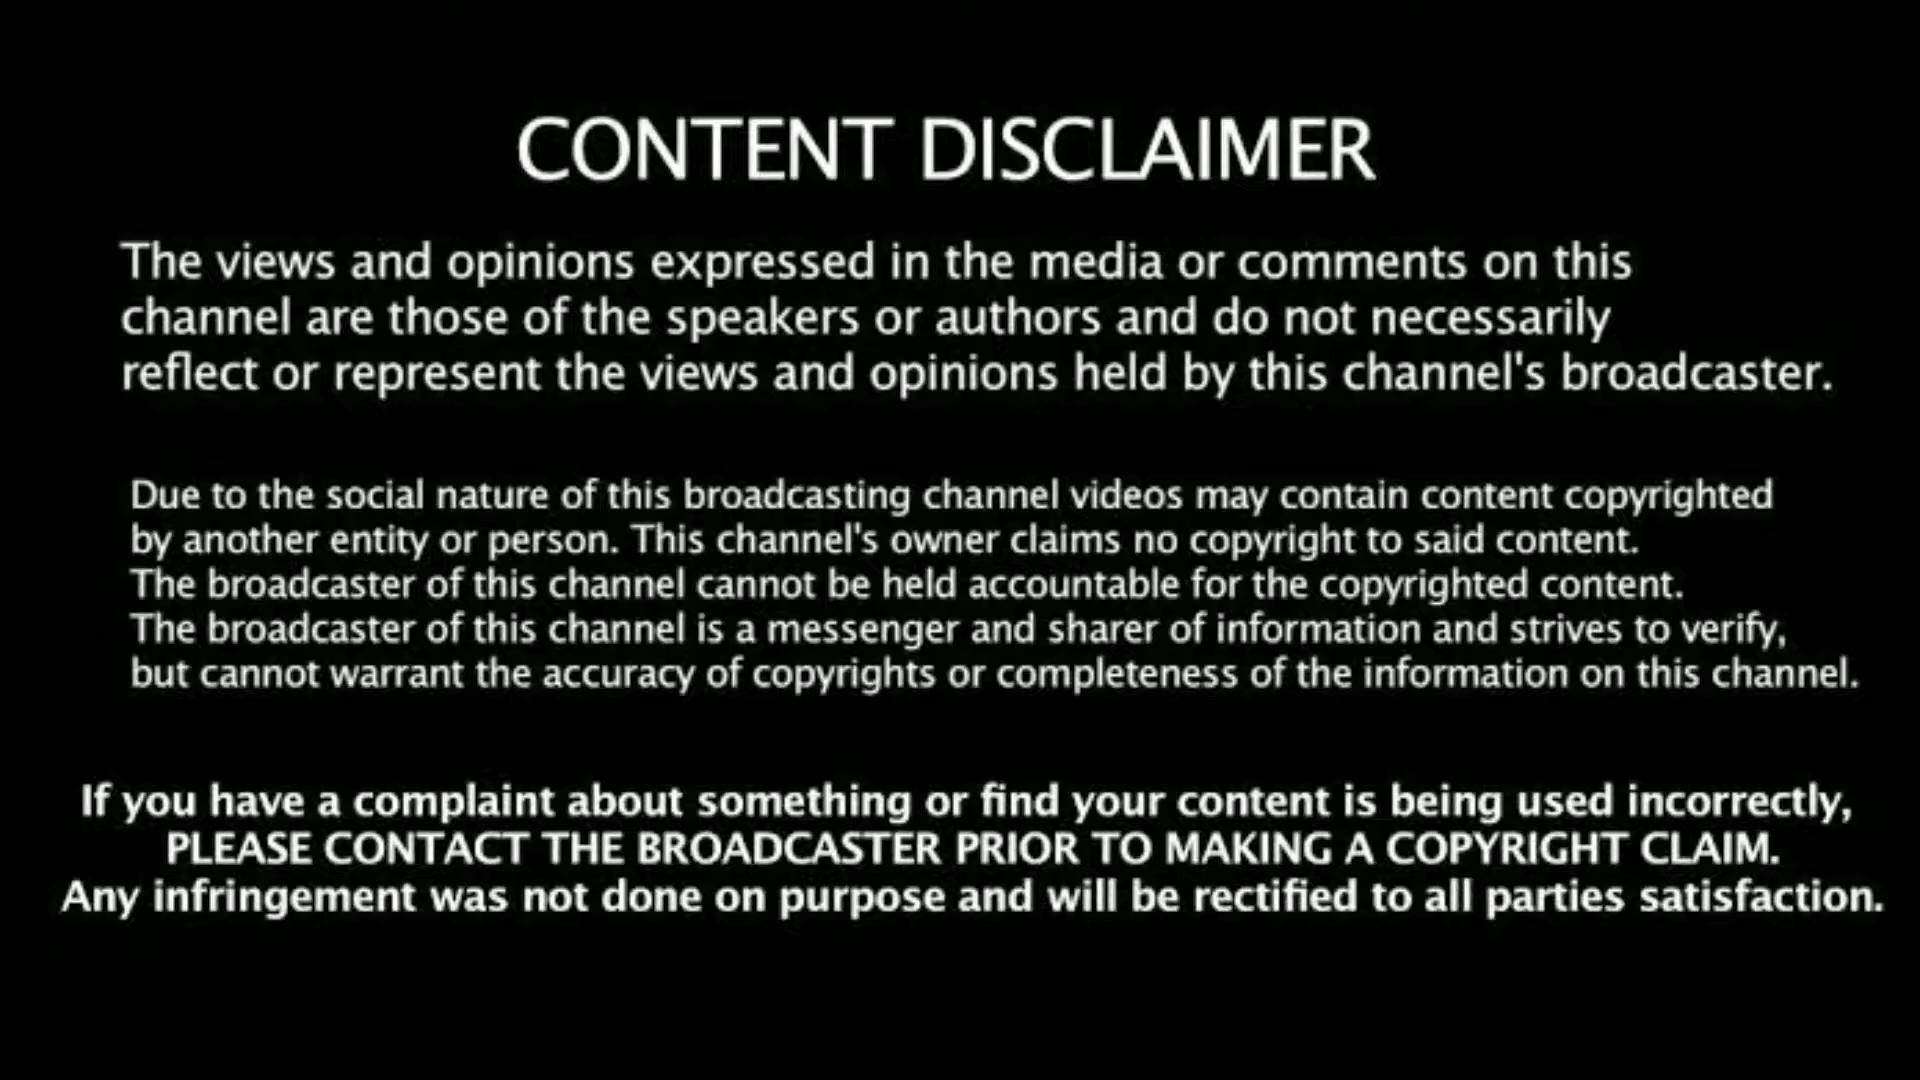 CONTENT DISCLAIMER
The views and opinions expressed in the media or comments on this
channel are those of the speakers or authors and do not necessarily
reflect or represent the views and opinions held by this channel's broadcaster.
Due to the social nature of this broadcasting channel videos may contain content copyrighted
by another entity or person. This channel's owner claims no copyright to said content.
The broadcaster of this channel cannot be held accountable for the copyrighted content.
The broadcaster of this channel is a messenger and sharer of information and strives to verify,
but cannot warrant the accuracy of copyrights or completeness of the information on this channel.
If you have a complaint about something or find your content is being used incorrectly,
PLEASE CONTACT THE BROADCASTER PRIOR TO MAKING A COPYRIGHT CLAIM.
Any infringement was not done on purpose and will be rectified to all parties satisfaction.